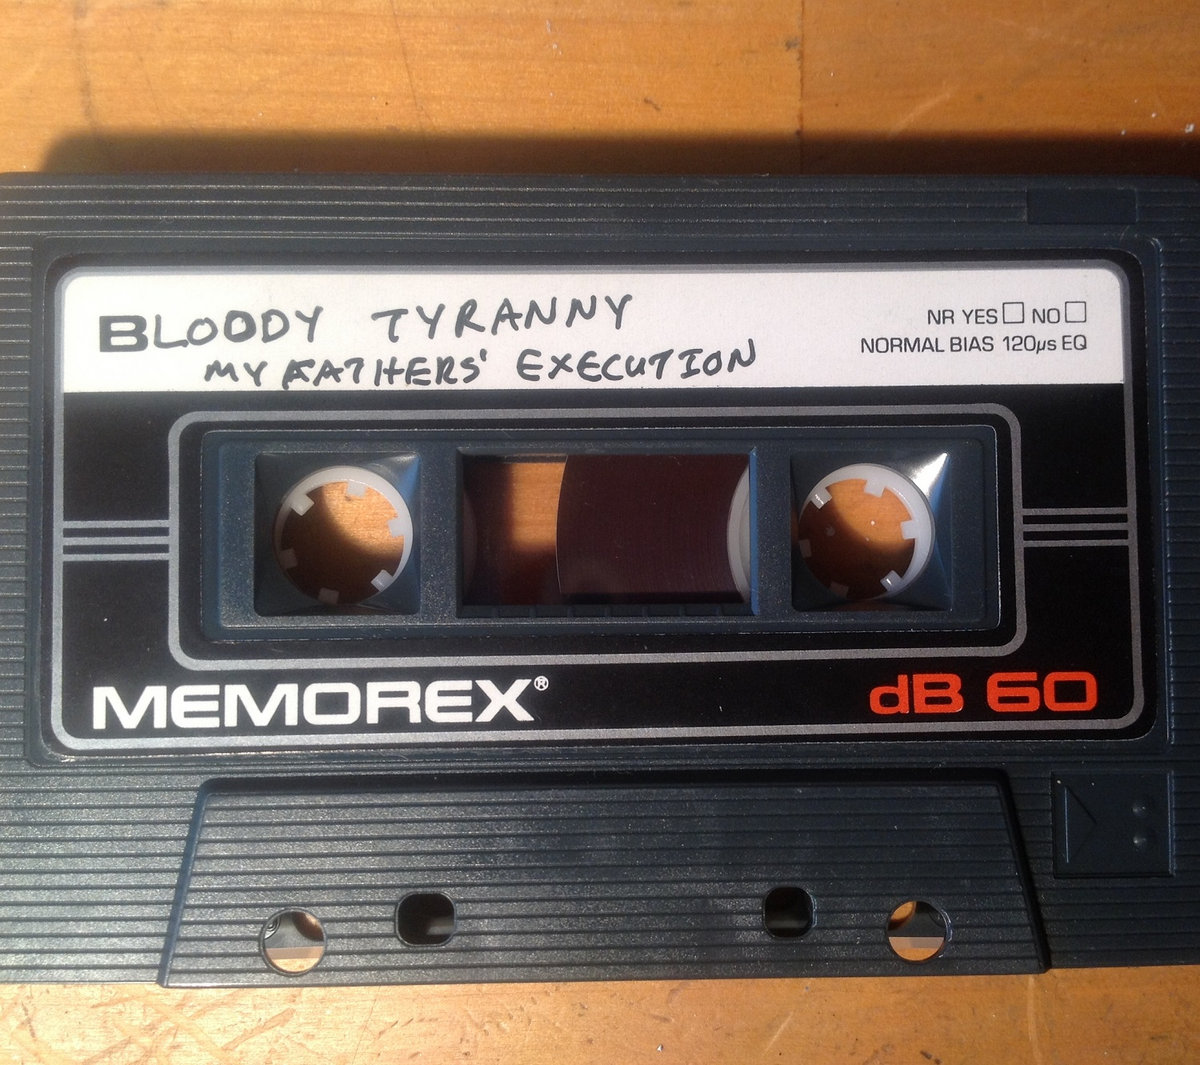 BLOODY TYRANNY
MY FATHERS' EXECUTION
NR YES NO
NORMAL BIAS 120µs EQ
MEMOREX®
dB 60
B